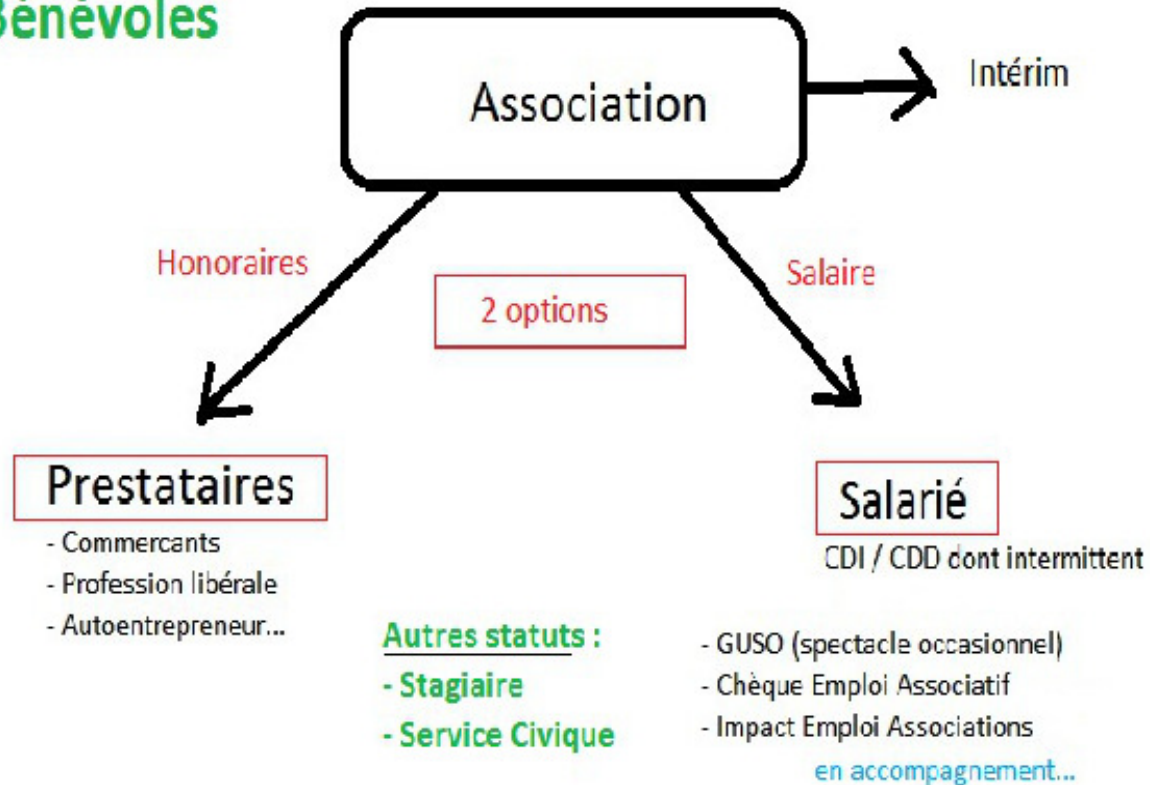 Bénévoles
Association
Intérim
Honoraires
2 options
Salaire
Prestataires
- Commercants
- Profession libérale
- Autoentrepreneur...
Salarié
CDI / CDD dont intermittent
Autres statuts :
- Stagiaire
- Service Civique
- GUSO (spectacle occasionnel)
- Chèque Emploi Associatif
- Impact Emploi Associations
en accompagnement...